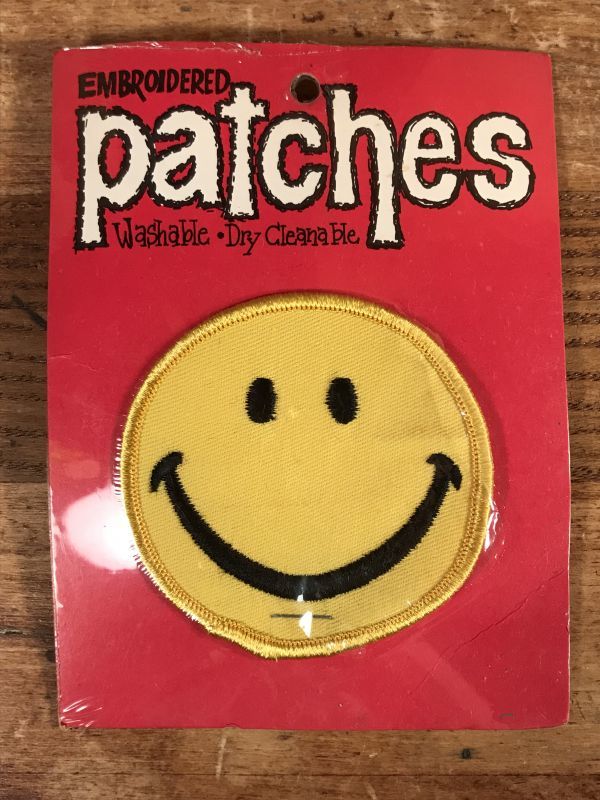 EMBROIDERED
patches
Washable • Dry Cleanable